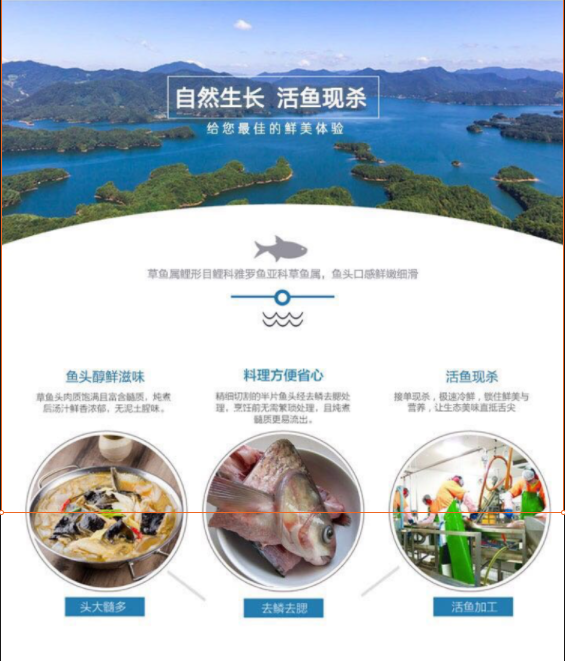 自然生长 活鱼现杀
给您最佳的鲜美体验
草鱼属鲤形目鲤科雅罗鱼亚科草鱼属，鱼头口感鲜嫩细滑
鱼头醇鲜滋味
草鱼头肉质饱满且富含髓质，炖煮
后汤汁鲜香浓郁，无泥土腥味。
料理方便省心
精细切割的半片鱼头经去鳞去腮处
理，烹饪前无需繁琐处理，且炖煮
髓质更易流出。
活鱼现杀
接单现杀，极速冷鲜，锁住鲜美与
营养，让生态美味直抵舌尖
头大髓多
去鳞去腮
活鱼加工